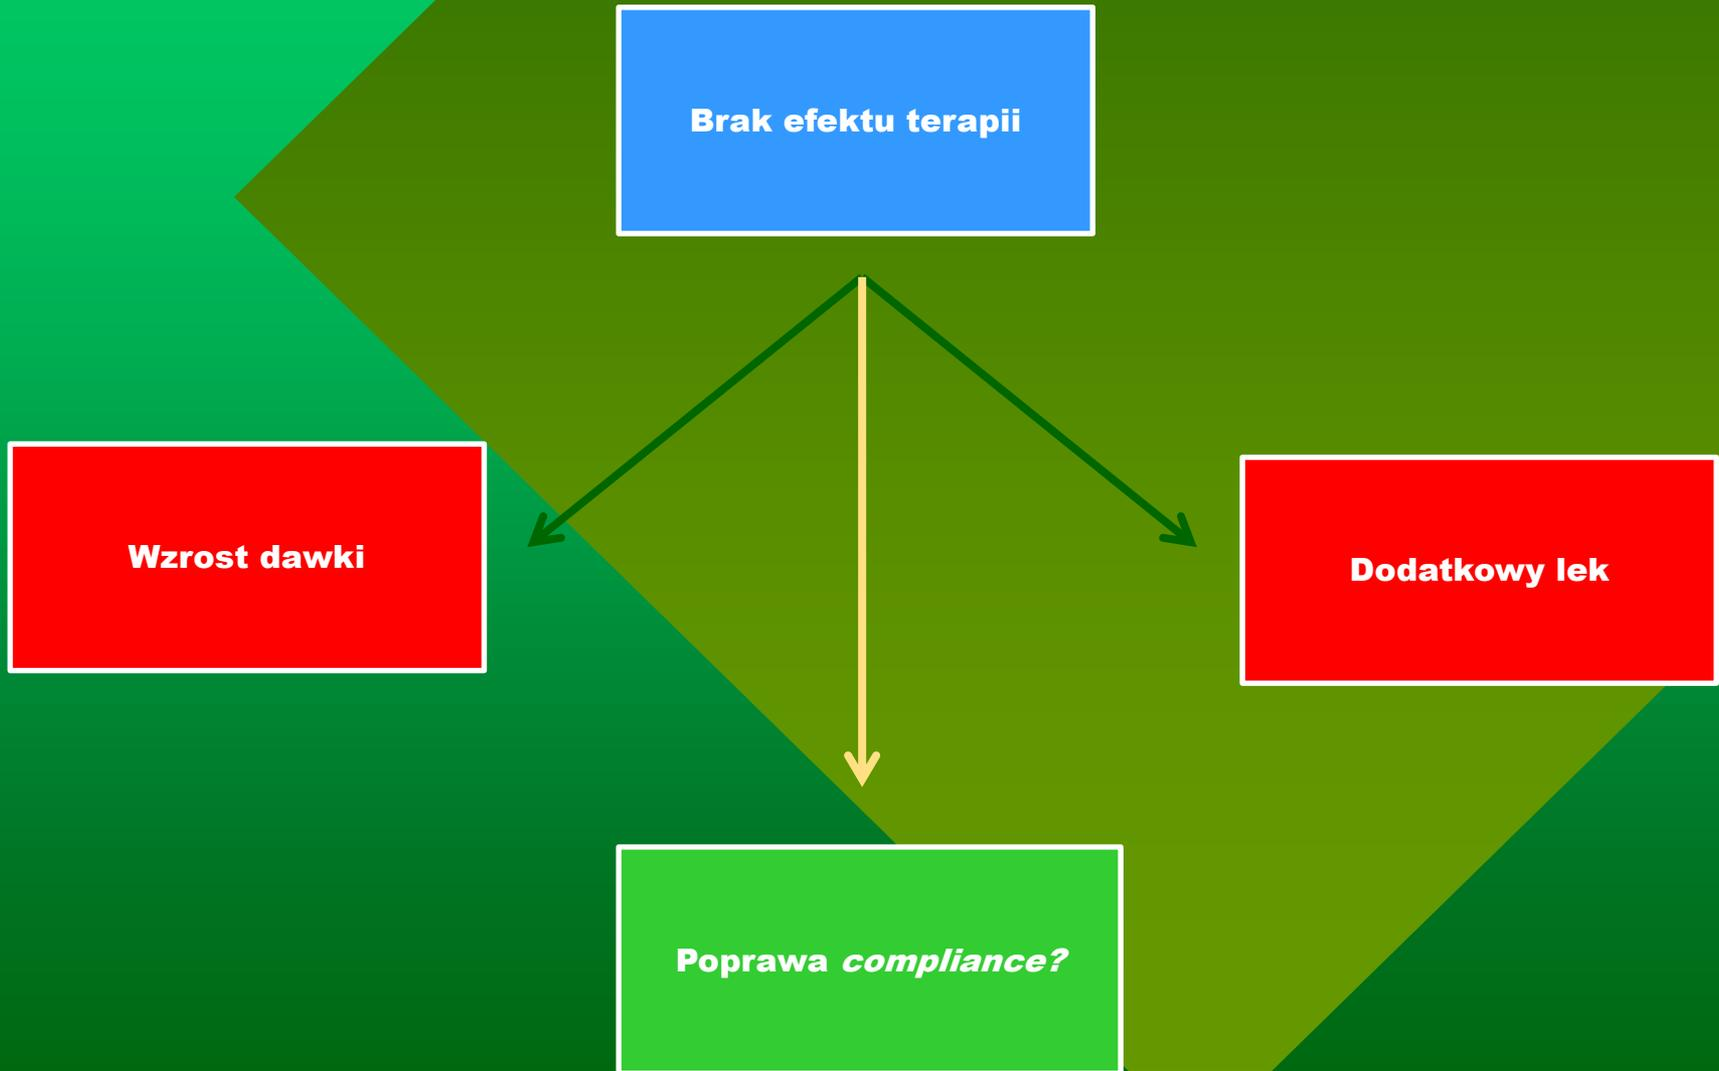 Brak efektu terapii
Wzrost dawki
Dodatkowy lek
Poprawa compliance?